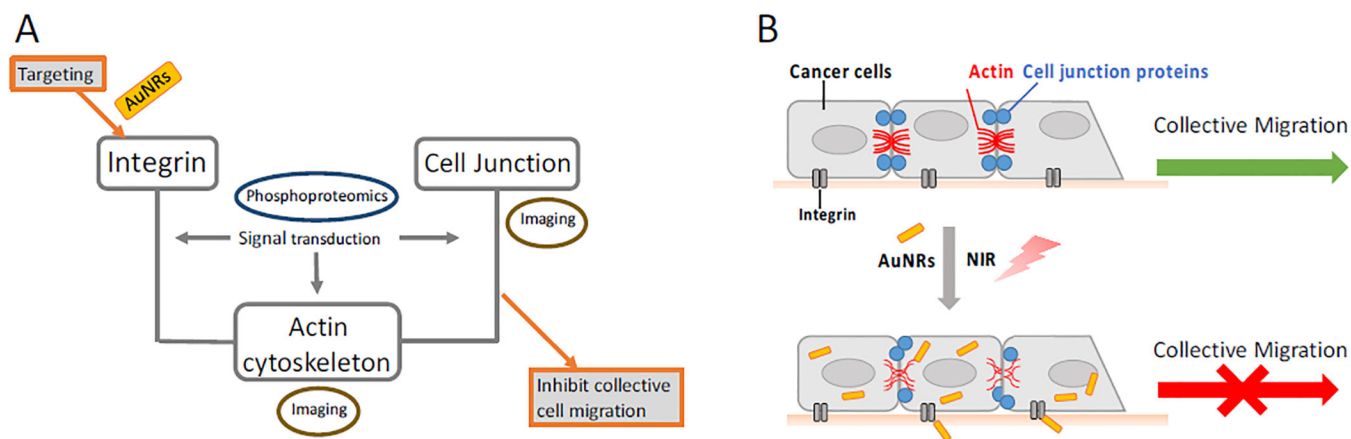 A
Targeting
AuNRs
Integrin
Cell Junction
Phosphoproteomics
Imaging
Signal transduction
Actin
cytoskeleton
Imaging
Inhibit collective
cell migration
B
Cancer cells
Actin
Cell junction proteins
Collective Migration
Integrin
AuNRs
NIR
Collective Migration